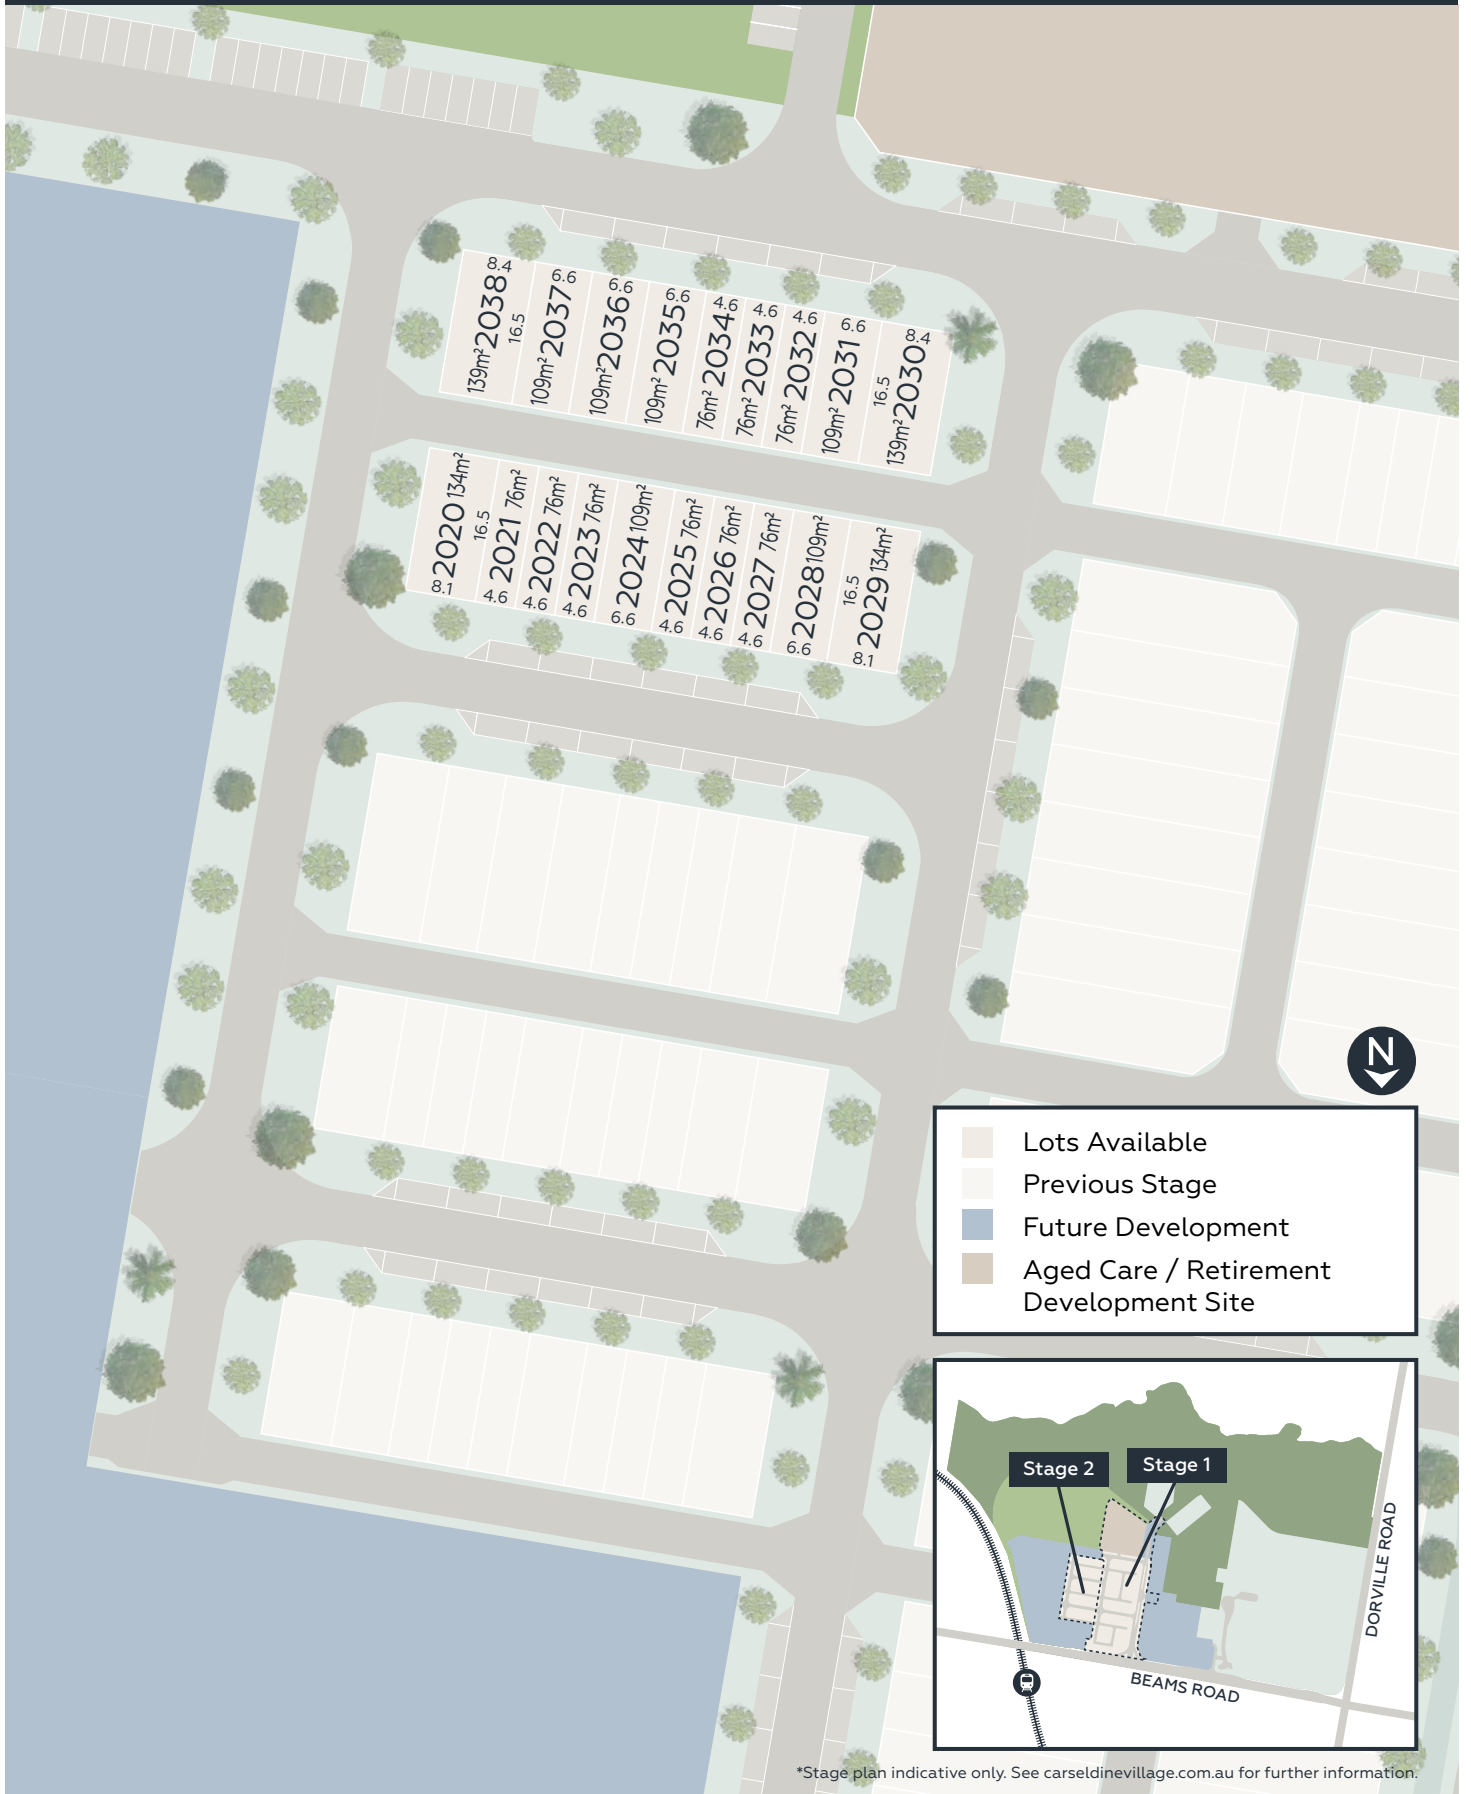 8.4
2038
139m²
16.5
6.6
2037
109m²
6.6
2036
109m²
6.6
2035
109m²
4.6
2034
76m²
4.6
2033
76m²
4.6
2032
76m²
6.6
2031
109m²
8.4
2030
139m²
16.5
2020 134m²
16.5
8.1
2021 76m²
4.6
2022 76m²
4.6
2023 76m²
4.6
2024 109m²
6.6
2025 76m²
4.6
2026 76m²
4.6
2027 76m²
4.6
2028 109m²
6.6
2029 134m²
16.5
8.1
N
Lots Available
Previous Stage
Future Development
Aged Care / Retirement
Development Site
Stage 2
Stage 1
DORVILLE ROAD
BEAMS ROAD
*Stage plan indicative only. See carseldinevillage.com.au for further information.